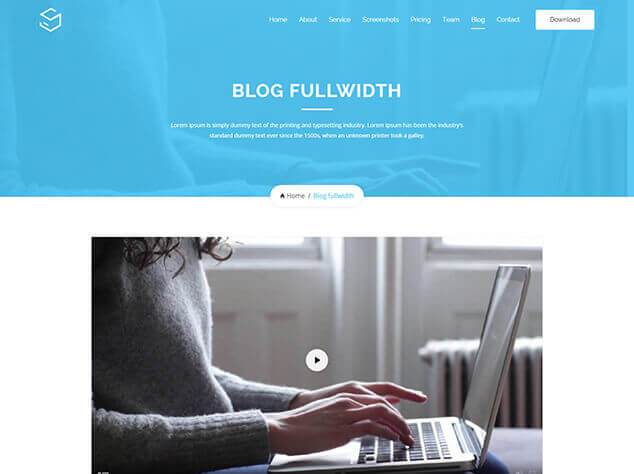 Home About Service Screenshots Pricing Team Blog Contact Download
BLOG FULLWIDTH
Lorem Ipsum is simply dummy text of the printing and typesetting industry. Lorem Ipsum has been the industry's
standard dummy text ever since the 1500s, when an unknown printer took a galley.
Home / Blog fullwidth